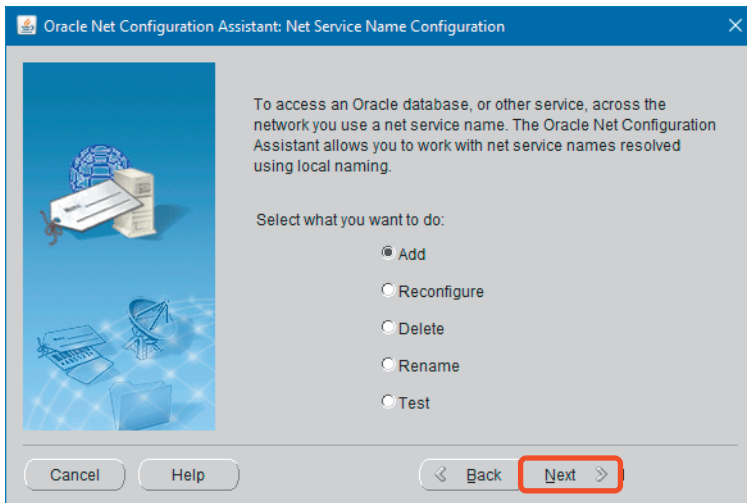 Oracle Net Configuration Assistant: Net Service Name Configuration
To access an Oracle database, or other service, across the
network you use a net service name. The Oracle Net Configuration
Assistant allows you to work with net service names resolved
using local naming.
Select what you want to do:
Add
Reconfigure
Delete
Rename
Test
Cancel Help Back Next